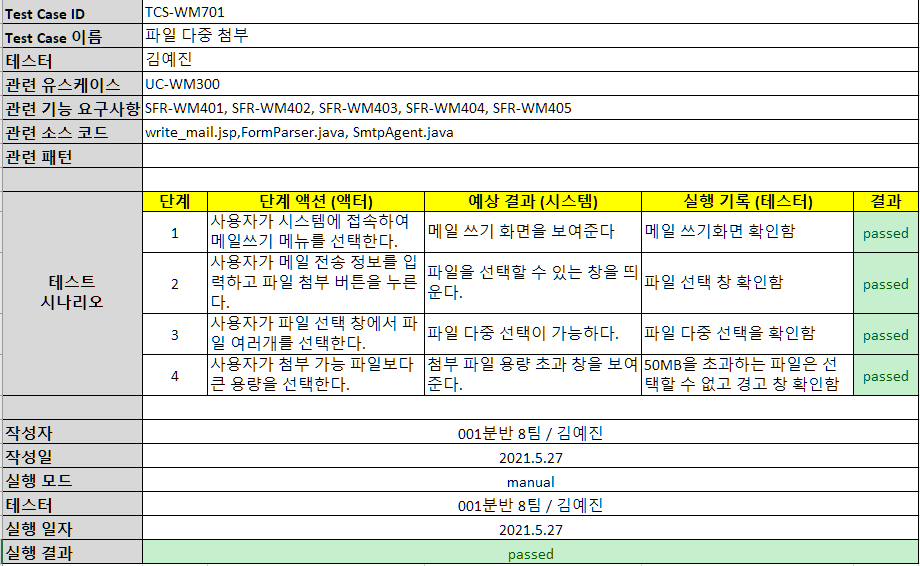 Test Case ID TCS-WM701
Test Case 이름 파일 다중 첨부
테스터 김예진
관련 유스케이스 UC-WM300
관련 기능 요구사항 SFR-WM401, SFR-WM402, SFR-WM403, SFR-WM404, SFR-WM405
관련 소스 코드 write_mail.jsp,FormParser.java, SmtpAgent.java
관련 패턴
테스트
시나리오
단계 단계 액션 (액터) 예상 결과 (시스템) 실행 기록 (테스터) 결과
1 사용자가 시스템에 접속하여
메일쓰기 메뉴를 선택한다.
메일 쓰기 화면을 보여준다
메일 쓰기화면 확인함
passed
2 사용자가 메일 전송 정보를 입
력하고 파일 첨부 버튼을 누른
다.
파일을 선택할 수 있는 창을 띄
운다.
파일 선택 창 확인함
passed
3 사용자가 파일 선택 창에서 파
일 여러개를 선택한다.
파일 다중 선택이 가능하다.
파일 다중 선택을 확인함
passed
4 사용자가 첨부 가능 파일보다
큰 용량을 선택한다.
첨부 파일 용량 초과 창을 보여
준다.
50MB을 초과하는 파일은 선
택할 수 없고 경고 창 확인함
passed
작성자 001분반 8팀 / 김예진
작성일 2021.5.27
실행 모드 manual
테스터 001분반 8팀 / 김예진
실행 일자 2021.5.27
실행 결과 passed